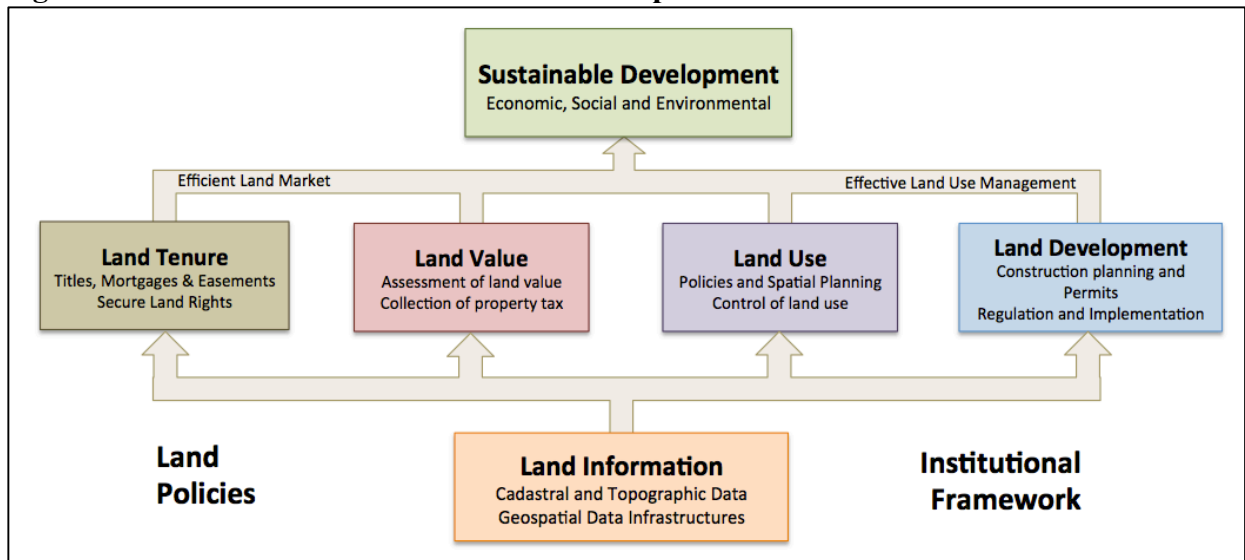 Sustainable Development
Economic, Social and Environmental
Efficient Land Market
Effective Land Use Management
Land Tenure
Titles, Mortgages & Easements
Secure Land Rights
Land Value
Assessment of land value
Collection of property tax
Land Use
Policies and Spatial Planning
Control of land use
Land Development
Construction planning and
Permits
Regulation and Implementation
Land
Policies
Land Information
Cadastral and Topographic Data
Geospatial Data Infrastructures
Institutional
Framework